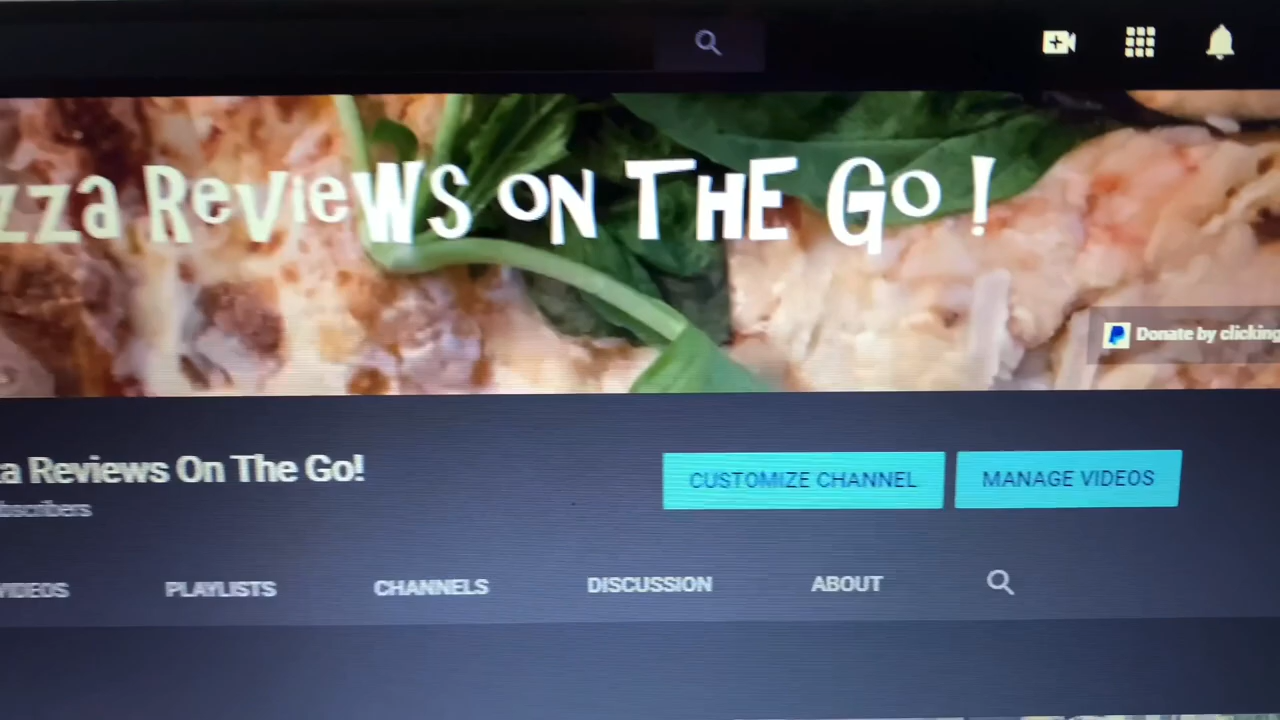 zza Reviews on The Go!
Donate by clicking
za Reviews On The Go!
bscribers
CUSTOMIZE CHANNEL
MANAGE VIDEOS
VIDEOS PLAYLISTS CHANNELS DISCUSSION ABOUT